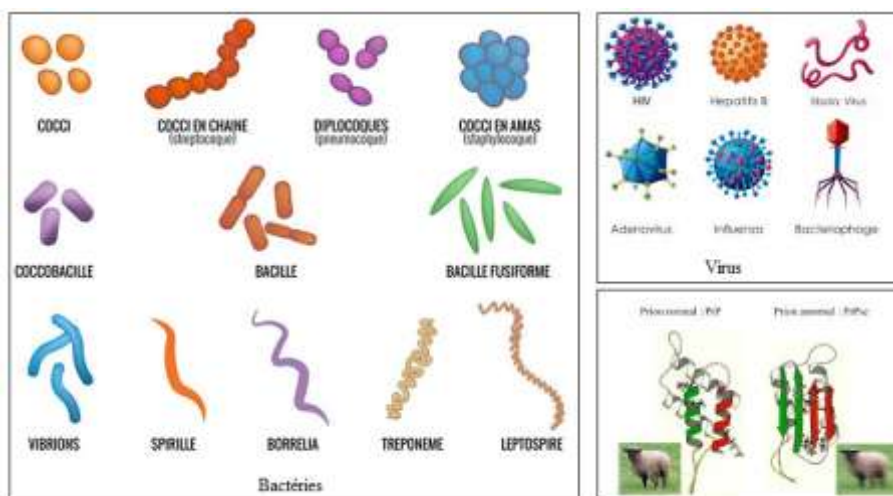 COCCI
COCCI EN CHAINE
(streptocoque)
DIPLOCOQUES
(pneumocoque)
COCCI EN AMAS
(staphylocoque)
COCCOBACILLE
BACILLE
BACILLE FUSIFORME
VIBRIONS
SPIRILLE
BORRELIA
TREPONEME
LEPTOSPIRE
Bactéries
HIV
Hepatitis B
Virus
Adenovirus
Influenza
Bacteriophage
Virus
Prion normal : PrP
Prion anormal : PrPsc